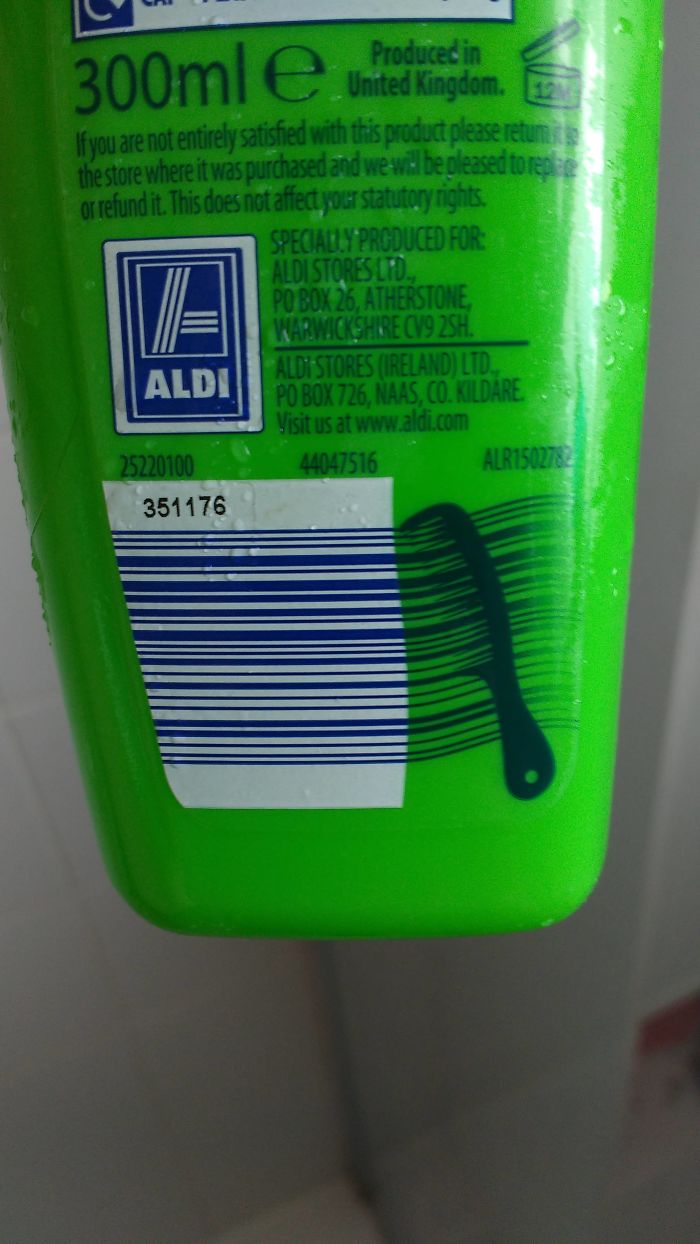 CAP
300ml e
Produced in
United Kingdom.
12M
If you are not entirely satisfied with this product please return it to
the store where it was purchased and we will be pleased to replace
or refund it. This does not affect your statutory rights.
ALDI
SPECIALLY PRODUCED FOR:
ALDI STORES LTD.,
PO BOX 26, ATHERSTONE,
WARWICKSHIRE CV9 2SH.
ALDI STORES (IRELAND) LTD.,
PO BOX 726, NAAS, CO. KILDARE.
Visit us at www.aldi.com
25220100 44047516 ALR1502782
351176